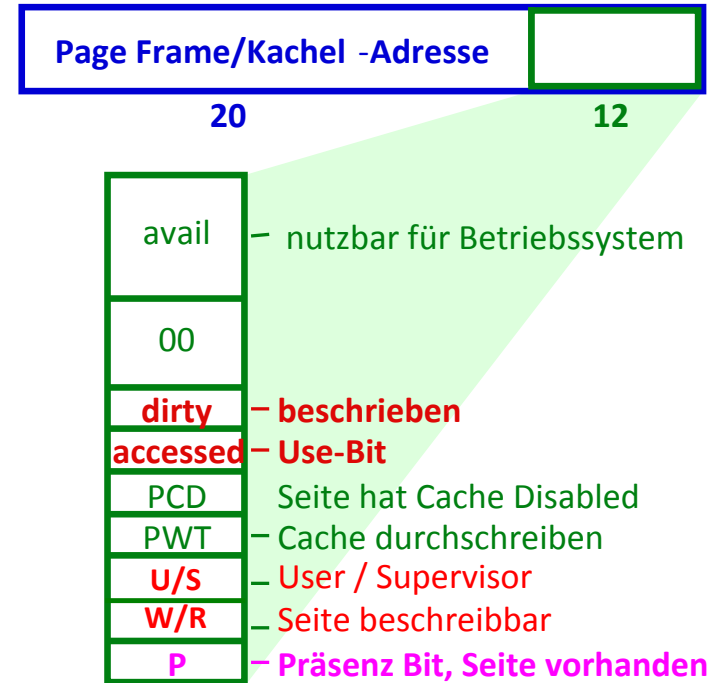 Page Frame/Kachel -Adresse
20 12
avail – nutzbar für Betriebssystem
00
dirty – beschrieben
accessed – Use-Bit
PCD Seite hat Cache Disabled
PWT – Cache durchschreiben
U/S – User / Supervisor
W/R – Seite beschreibbar
P – Präsenz Bit, Seite vorhanden